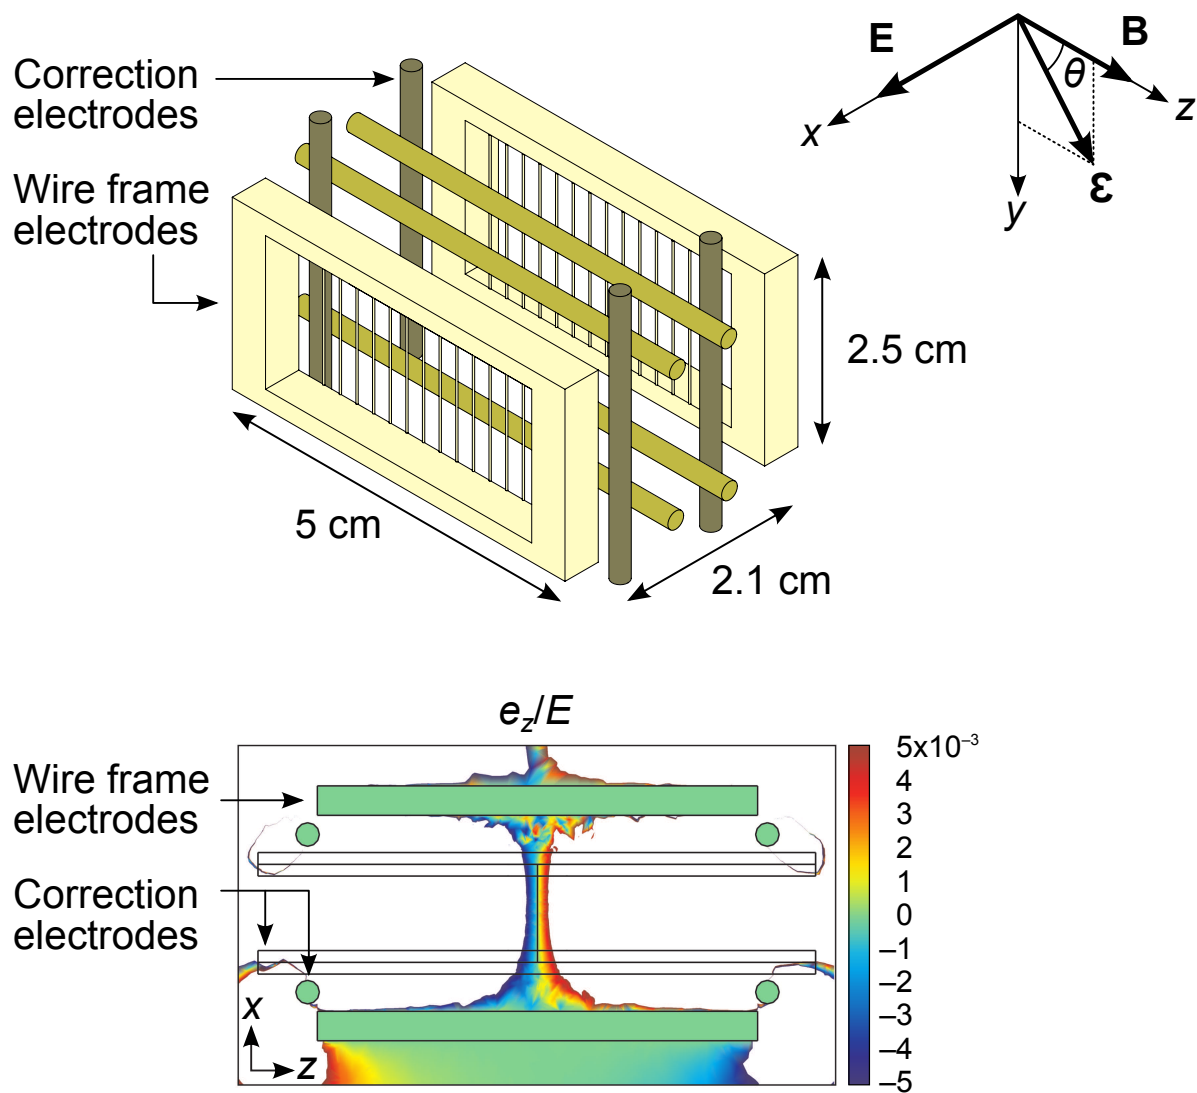 Correction
electrodes
Wire frame
electrodes
E
B
θ
x
z
ε
y
2.5 cm
5 cm
2.1 cm
e_z/E
Wire frame
electrodes
Correction
electrodes
x
z
5x10⁻³
4
3
2
1
0
–1
–2
–3
–4
–5